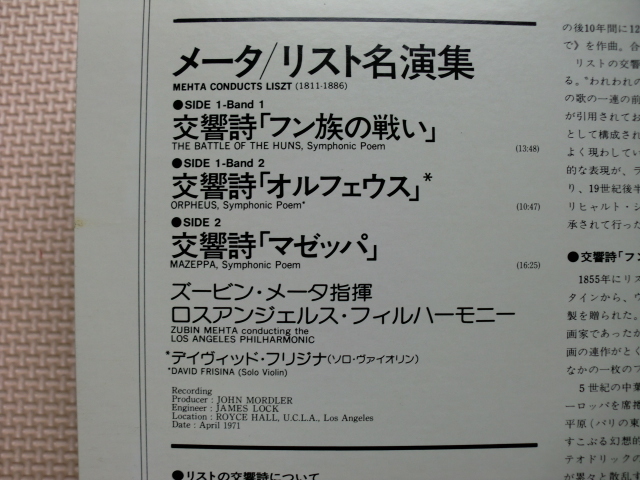 メータ/リスト名演集
MEHTA CONDUCTS LISZT (1811-1886)
●SIDE 1-Band 1
交響詩「フン族の戦い」
THE BATTLE OF THE HUNS, Symphonic Poem (13:48)
●SIDE 1-Band 2
交響詩「オルフェウス」*
ORPHEUS, Symphonic Poem* (10:47)
●SIDE 2
交響詩「マゼッパ」
MAZEPPA, Symphonic Poem (16:25)
ズービン・メータ指揮
ロスアンジェルス・フィルハーモニー
ZUBIN MEHTA conducting the
LOS ANGELES PHILHARMONIC
*デイヴィッド・フリジナ(ソロ・ヴァイオリン)
*DAVID FRISINA (Solo Violin)
Recording
Producer : JOHN MORDLER
Engineer : JAMES LOCK
Location : ROYCE HALL, U.C.L.A., Los Angeles
Date : April 1971
●リストの交響詩について
の後10年間に12
で》を作曲。合
リストの交響
る。"われわれの
の歌の一連の前
が引用されてお
として構成され
よく現わしてい
的な表現が、ラ
り、19世紀後半
リヒャルト・シ
承されて行った
●交響詩「フン
1855年にリス
タインから、ウ
製を贈られた。
画家であったか
画の連作がとく
なかの一枚のフ
5世紀の中葉
ーロッパを席捲
平原(パリの東
すこぶる幻想的
テオドリックの
が累々と散乱す